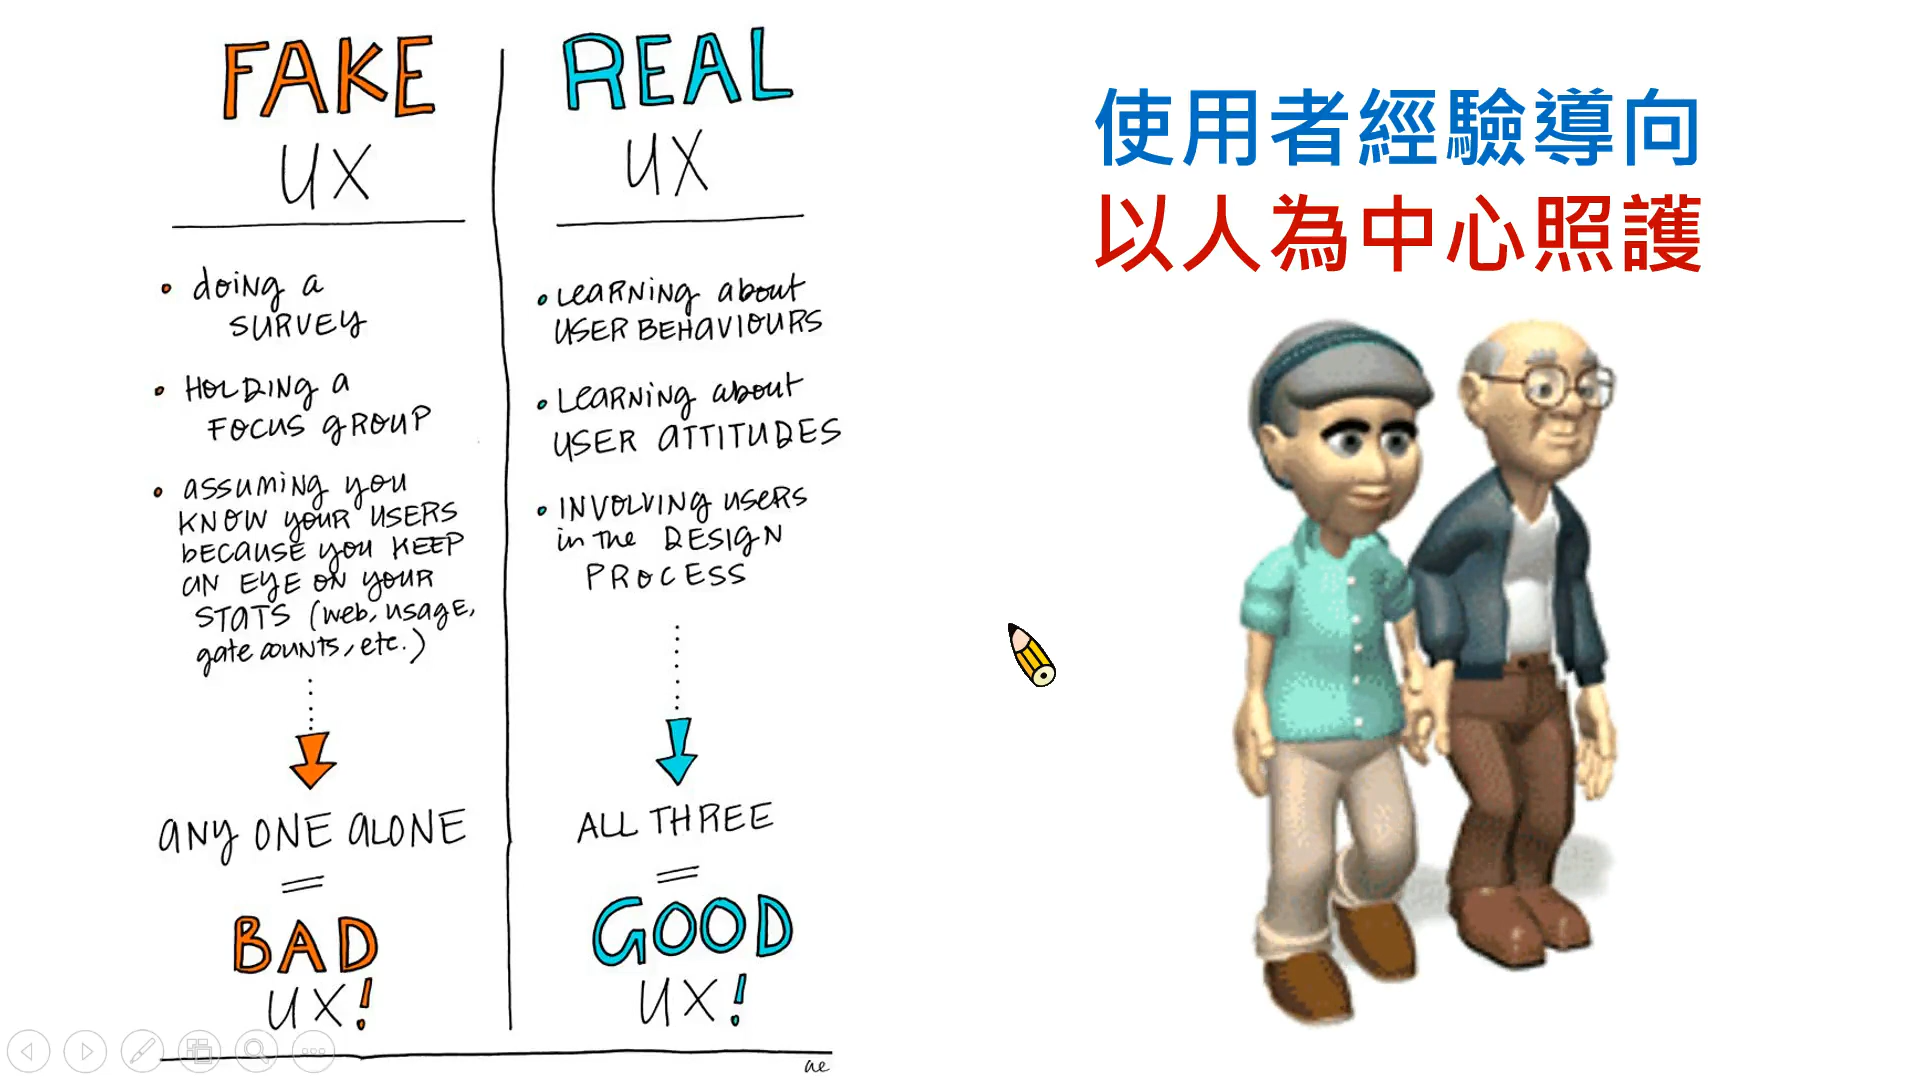 FAKE
UX
• doing a
SURVEY
• HOLDING a
FOCUS gROUP
• assuming you
KNOW youR USERS
because you KEEP
an EYE ON youR
STATS (web, usage,
gate counts, etc.)
any ONE aLONE
=
BAD
UX!
REAL
UX
• LeaRNiNg about
USER BEHAVIOURS
• Learning about
USER ATTITUDES
• INVOLVING useRs
in the DESIGN
PROCESS
ALL THREE
=
GOOD
UX!
ae
使用者經驗導向
以人為中心照護